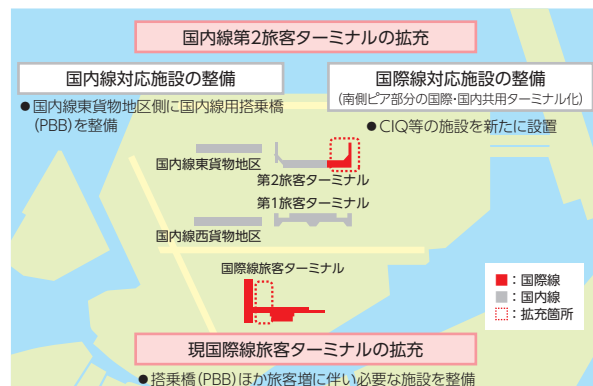 国内線第2旅客ターミナルの拡充
国内線対応施設の整備
●国内線東貨物地区側に国内線用搭乗橋
(PBB)を整備
国際線対応施設の整備
(南側ピア部分の国際・国内共用ターミナル化)
●CIQ等の施設を新たに設置
国内線東貨物地区
第2旅客ターミナル
第1旅客ターミナル
国内線西貨物地区
国際線旅客ターミナル
：国際線
：国内線
：拡充箇所
現国際線旅客ターミナルの拡充
●搭乗橋(PBB)ほか旅客増に伴い必要な施設を整備